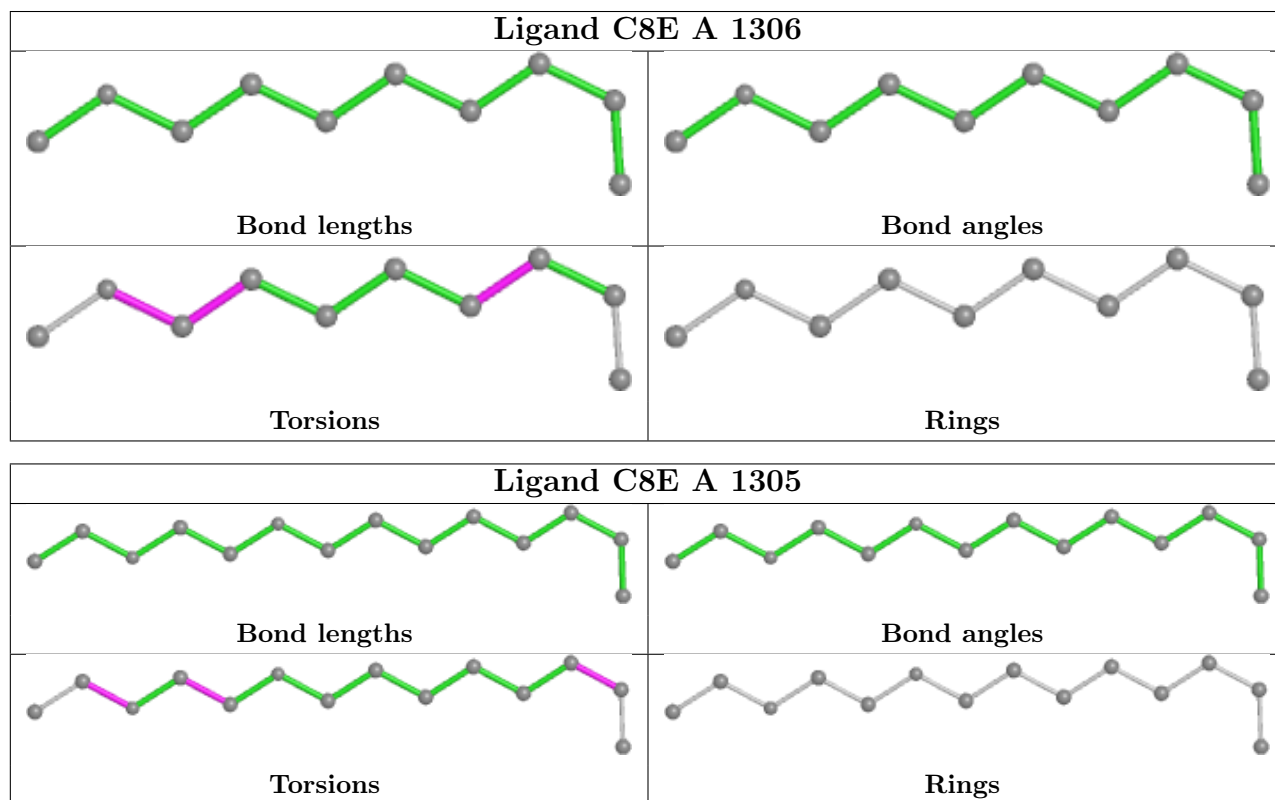 Ligand C8E A 1306
Bond lengths
Bond angles
Torsions
Rings
Ligand C8E A 1305
Bond lengths
Bond angles
Torsions
Rings